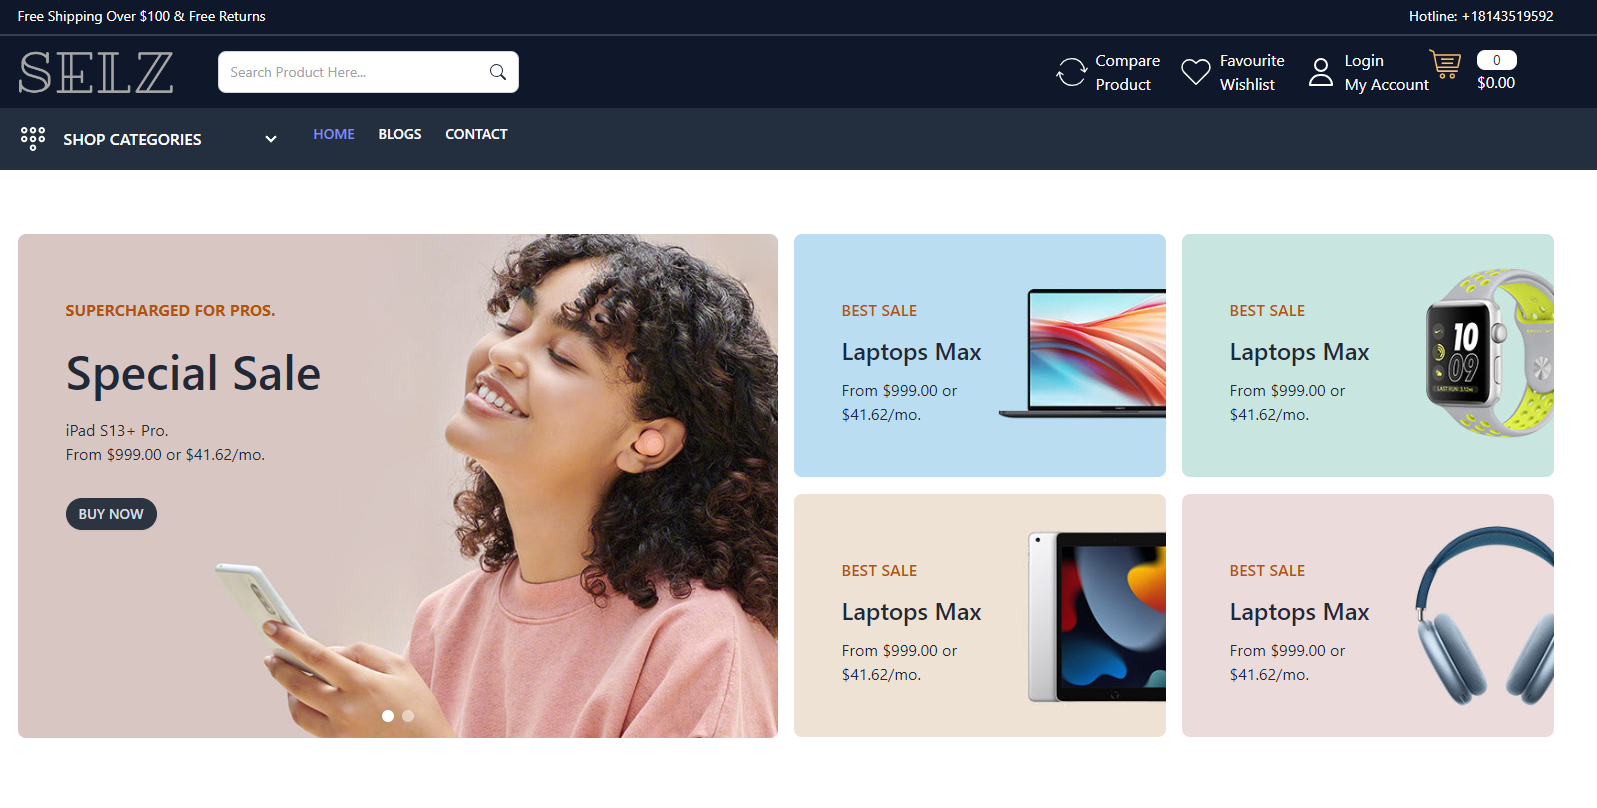 Free Shipping Over $100 & Free Returns
Hotline: +18143519592
SELZ
Search Product Here...
Compare
Product
Favourite
Wishlist
Login
My Account
0
$0.00
SHOP CATEGORIES
HOME
BLOGS
CONTACT
SUPERCHARGED FOR PROS.
Special Sale
iPad S13+ Pro.
From $999.00 or $41.62/mo.
BUY NOW
BEST SALE
Laptops Max
From $999.00 or
$41.62/mo.
BEST SALE
Laptops Max
From $999.00 or
$41.62/mo.
10
09
LAST RUN: 3.12MI
BEST SALE
Laptops Max
From $999.00 or
$41.62/mo.
BEST SALE
Laptops Max
From $999.00 or
$41.62/mo.